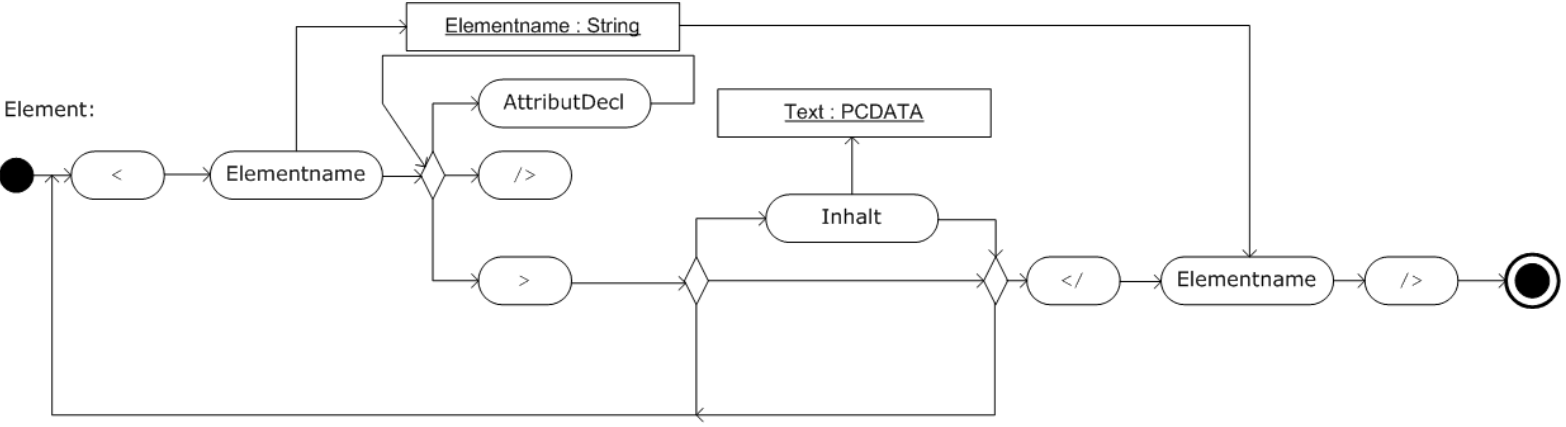 Elementname : String
AttributDecl
Element:
Text : PCDATA
<
Elementname
/>
Inhalt
>
</
Elementname
/>